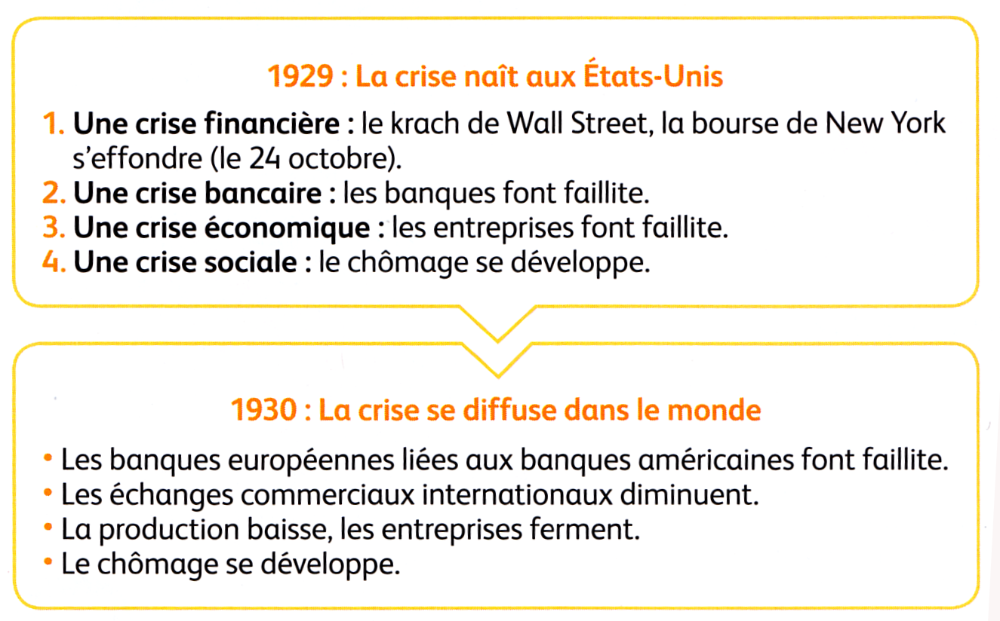 1929 : La crise naît aux États-Unis
1. Une crise financière : le krach de Wall Street, la bourse de New York
s’effondre (le 24 octobre).
2. Une crise bancaire : les banques font faillite.
3. Une crise économique : les entreprises font faillite.
4. Une crise sociale : le chômage se développe.
1930 : La crise se diffuse dans le monde
• Les banques européennes liées aux banques américaines font faillite.
• Les échanges commerciaux internationaux diminuent.
• La production baisse, les entreprises ferment.
• Le chômage se développe.